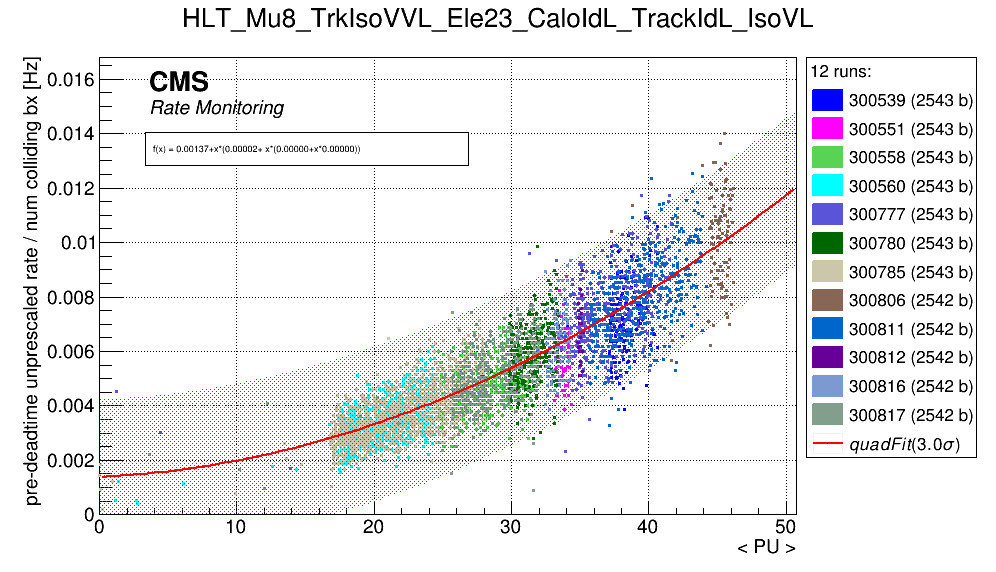 HLT_Mu8_TrkIsoVVL_Ele23_CaloIdL_TrackIdL_IsoVL
pre-deadtime unprescaled rate / num colliding bx [Hz]
0.016
0.014
0.012
0.01
0.008
0.006
0.004
0.002
0
CMS
Rate Monitoring
f(x) = 0.00137+x*(0.00002+ x*(0.00000+x*0.00000))
0 10 20 30 40 50
< PU >
12 runs:
300539 (2543 b)
300551 (2543 b)
300558 (2543 b)
300560 (2543 b)
300777 (2543 b)
300780 (2543 b)
300785 (2543 b)
300806 (2542 b)
300811 (2542 b)
300812 (2542 b)
300816 (2542 b)
300817 (2542 b)
quadFit(3.0σ)